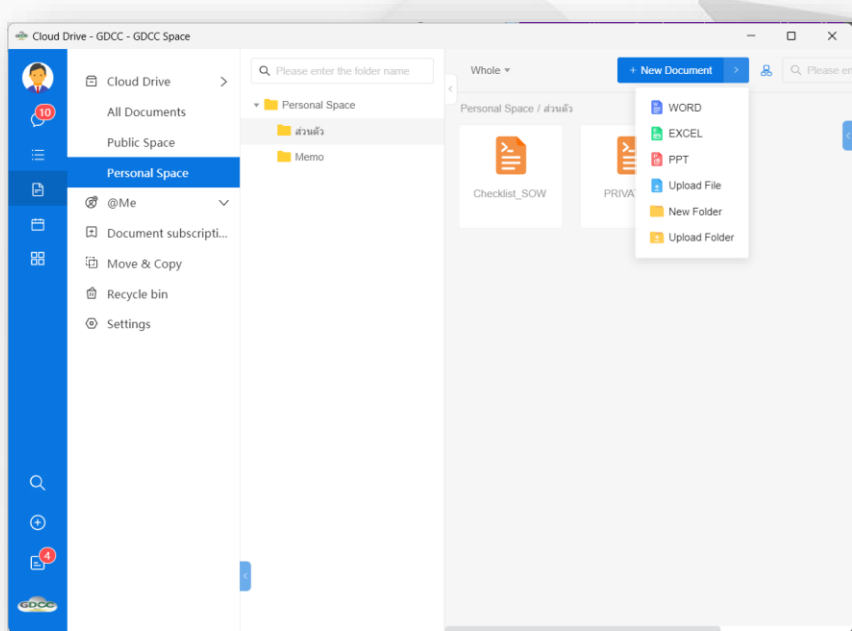 Cloud Drive - GDCC - GDCC Space
10
4
GDCC
Cloud Drive
All Documents
Public Space
Personal Space
@Me
Document subscripti...
Move & Copy
Recycle bin
Settings
Please enter the folder name
Personal Space
ส่วนตัว
Memo
Whole
+ New Document
Please en
Personal Space / ส่วนตัว
Checklist_SOW
PRIVA
WORD
EXCEL
PPT
Upload File
New Folder
Upload Folder